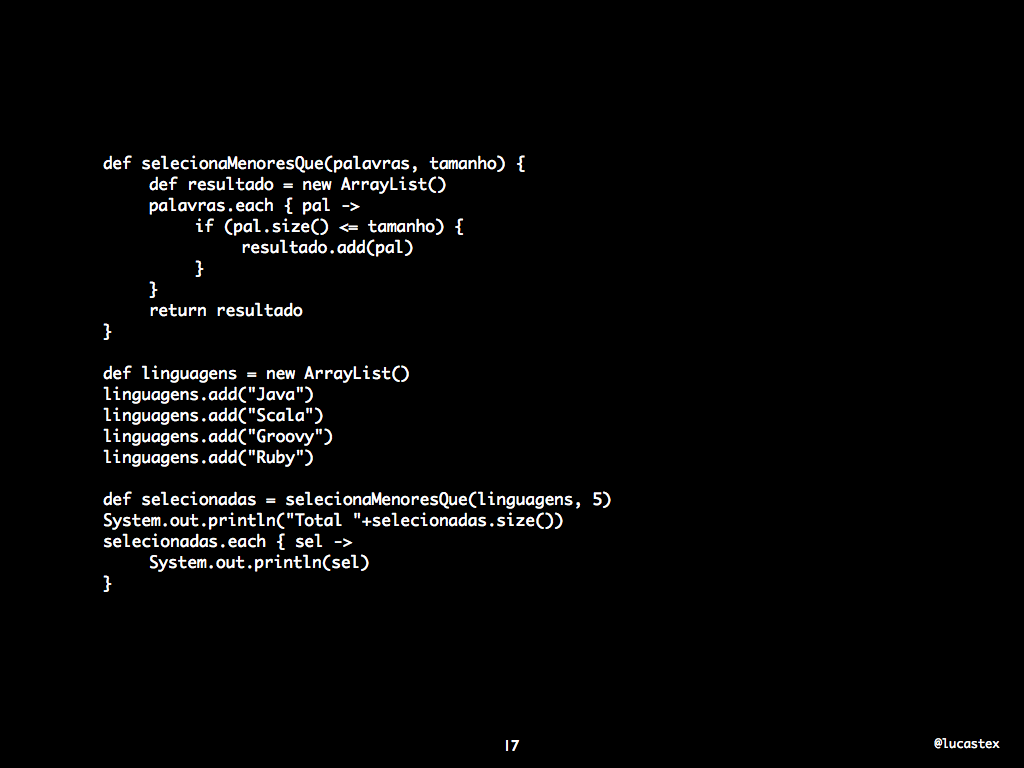 def selecionaMenoresQue(palavras, tamanho) {
     def resultado = new ArrayList()
     palavras.each { pal ->
          if (pal.size() <= tamanho) {
               resultado.add(pal)
          }
     }
     return resultado
}

def linguagens = new ArrayList()
linguagens.add("Java")
linguagens.add("Scala")
linguagens.add("Groovy")
linguagens.add("Ruby")

def selecionadas = selecionaMenoresQue(linguagens, 5)
System.out.println("Total "+selecionadas.size())
selecionadas.each { sel ->
     System.out.println(sel)
}
17
@lucastex